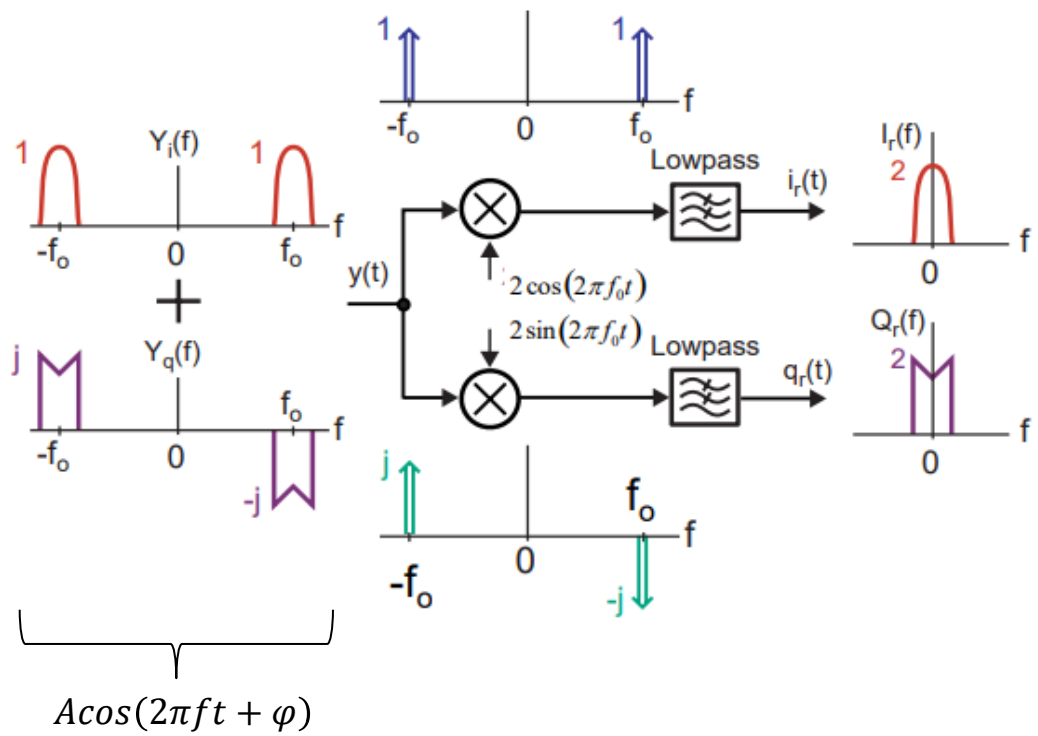 1 1
-fₒ 0 fₒ f
1 Yᵢ(f) 1
-fₒ 0 fₒ f
j Y_q(f)
fₒ
-fₒ 0 f
-j
y(t)
Lowpass
iᵣ(t)
2cos(2πf₀t)
2sin(2πf₀t)
Lowpass
qᵣ(t)
j
fₒ
-fₒ 0 f
-j
Iᵣ(f)
2
0 f
Qᵣ(f)
2
0 f
Acos(2πft + φ)